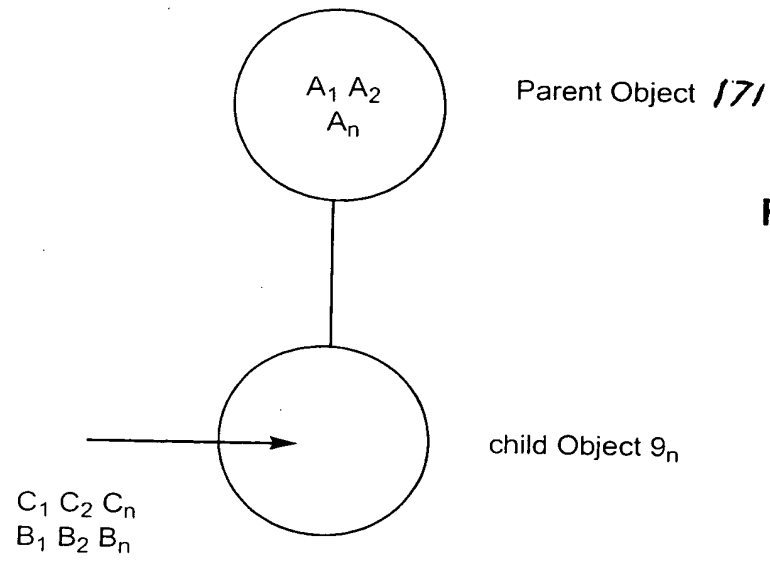 A₁ A₂
Aₙ
Parent Object 171
child Object 9ₙ
C₁ C₂ Cₙ
B₁ B₂ Bₙ